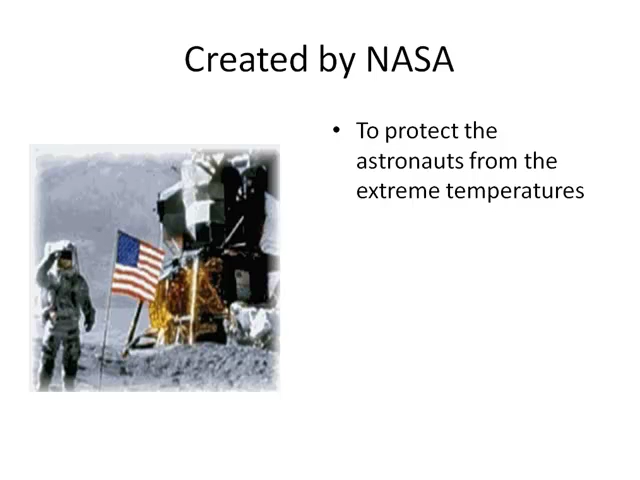 Created by NASA
• To protect the
astronauts from the
extreme temperatures